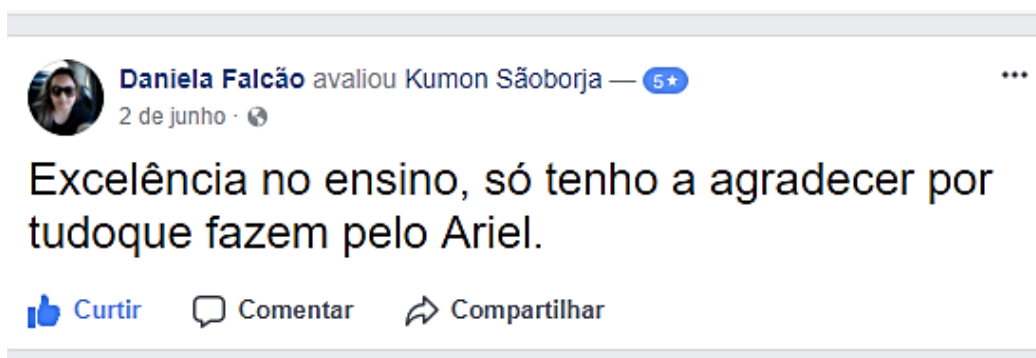 Daniela Falcão avaliou Kumon Sãoborja — 5★
2 de junho ·
Excelência no ensino, só tenho a agradecer por
tudoque fazem pelo Ariel.
Curtir Comentar Compartilhar